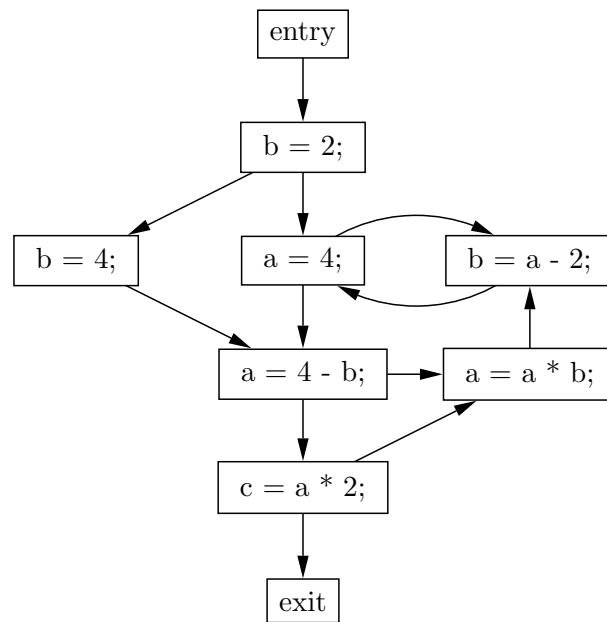 entry
b = 2;
b = 4;
a = 4;
b = a - 2;
a = 4 - b;
a = a * b;
c = a * 2;
exit